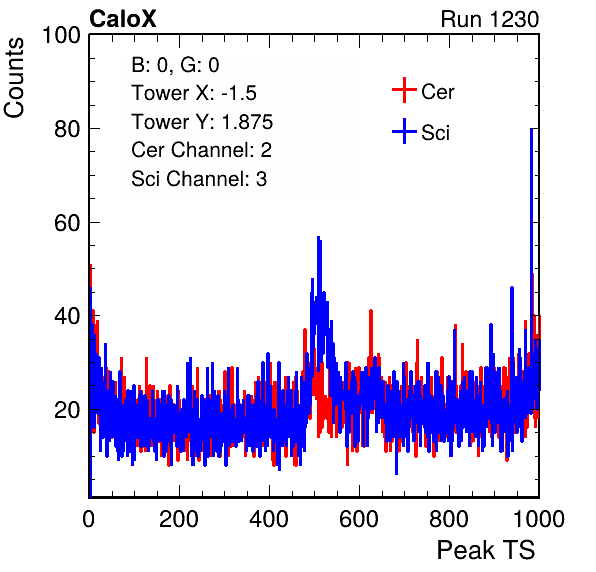 CaloX Run 1230
Counts
B: 0, G: 0
Tower X: -1.5
Tower Y: 1.875
Cer Channel: 2
Sci Channel: 3
Cer
Sci
100
80
60
40
20
0 200 400 600 800 1000
Peak TS